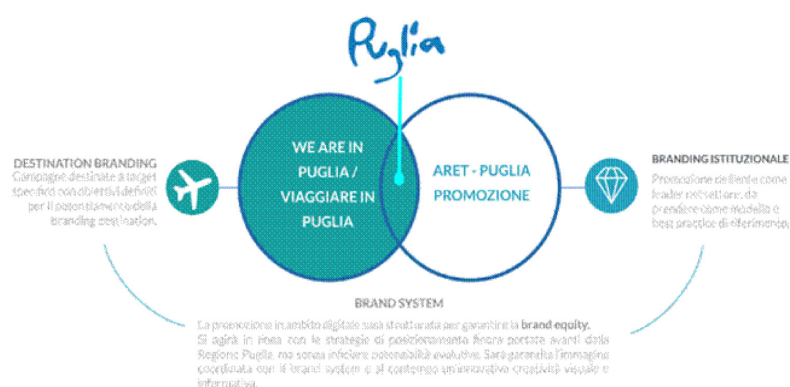 Puglia
WE ARE IN
PUGLIA /
VIAGGIARE IN
PUGLIA
ARET - PUGLIA
PROMOZIONE
DESTINATION BRANDING
Campagne destinate a target
specifico con obiettivi definiti
per il potenziamento della
branding destination.
BRANDING ISTITUZIONALE
Promozione dell'ente come
leader nel settore, da
prendere come modello e
best practice di riferimento.
BRAND SYSTEM
La promozione in ambito digitale sarà strutturata per garantire la brand equity.
Si agirà in linea con le strategie di posizionamento finora portate avanti dalla
Regione Puglia, ma senza inficiare potenzialità evolutive. Sarà garantita l'immagine
coordinata con il brand system e al contempo un'innovativa creatività visuale e
informativa.